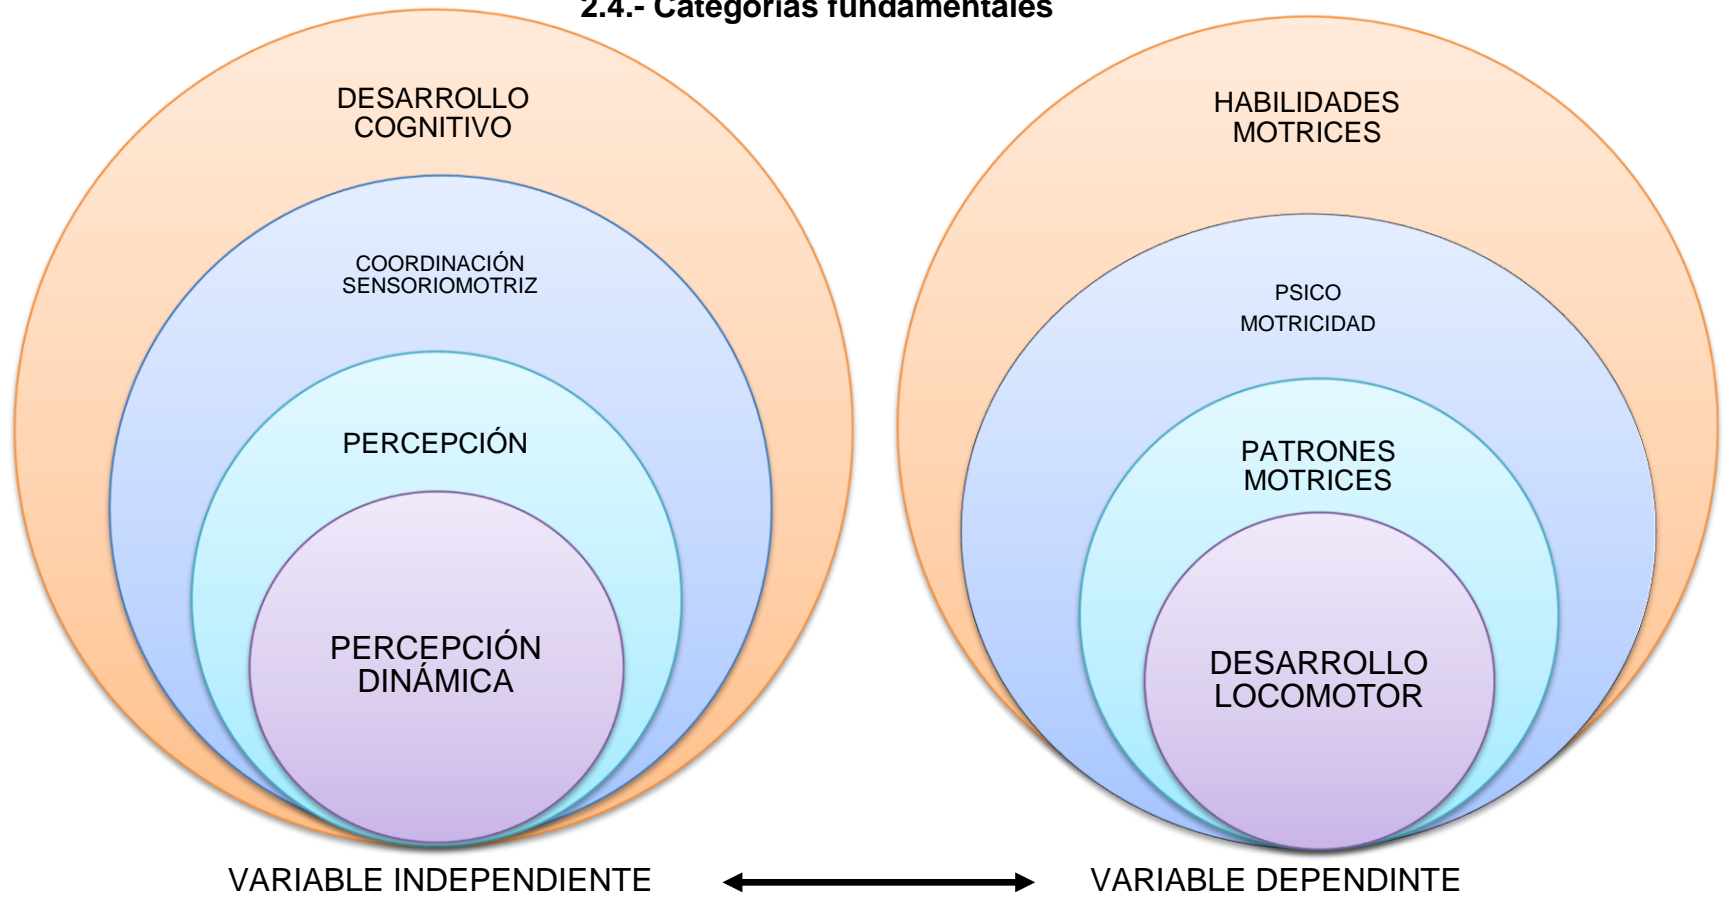 2.4.- Categorías fundamentales
DESARROLLO
COGNITIVO
COORDINACIÓN
SENSORIOMOTRIZ
PERCEPCIÓN
PERCEPCIÓN
DINÁMICA
VARIABLE INDEPENDIENTE
HABILIDADES
MOTRICES
PSICO
MOTRICIDAD
PATRONES
MOTRICES
DESARROLLO
LOCOMOTOR
VARIABLE DEPENDINTE